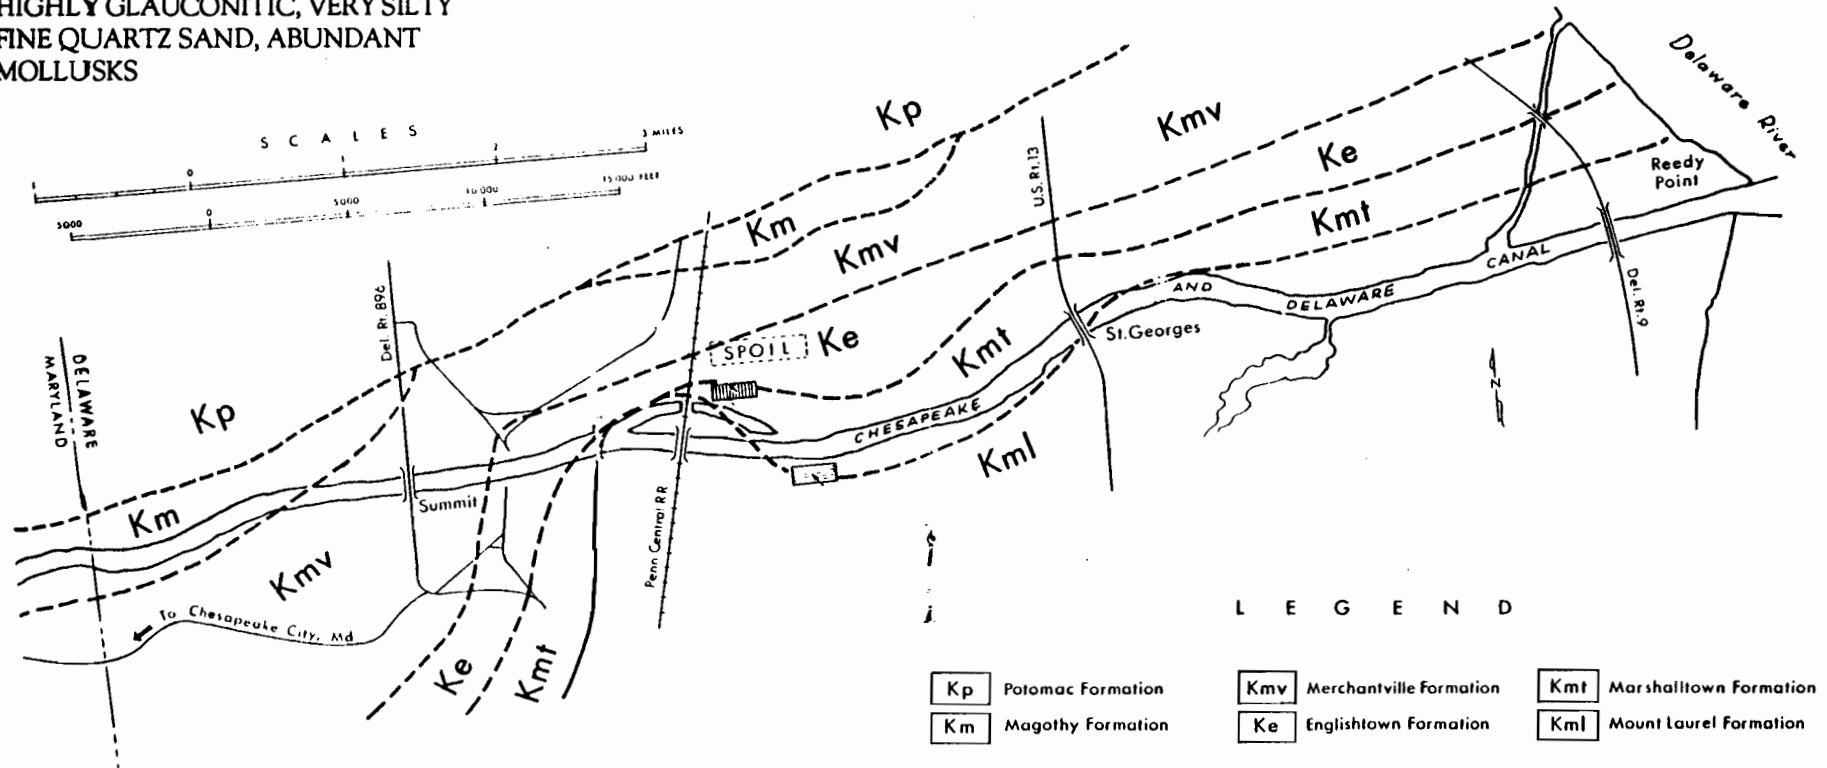 HIGHLY GLAUCONITIC, VERY SILTY
FINE QUARTZ SAND, ABUNDANT
MOLLUSKS
SCALES
1 0 1 2 3 MILES
5000 0 5000 10 000 15 000 FEET
Kp
Kmv
Delaware River
Ke
Reedy
Point
U.S. Rt. 13
Km
Kmv
Kmt
Del. Rt. 896
CANAL
AND
DELAWARE
Del. Rt. 9
SPOIL
Ke
Kmt
St. Georges
DELAWARE
MARYLAND
Kp
CHESAPEAKE
N
Kml
Km
Summit
Penn Central RR
Kmv
To Chesapeake City, Md
Ke
Kmt
LEGEND
Kp Potomac Formation
Km Magothy Formation
Kmv Merchantville Formation
Ke Englishtown Formation
Kmt Marshalltown Formation
Kml Mount Laurel Formation